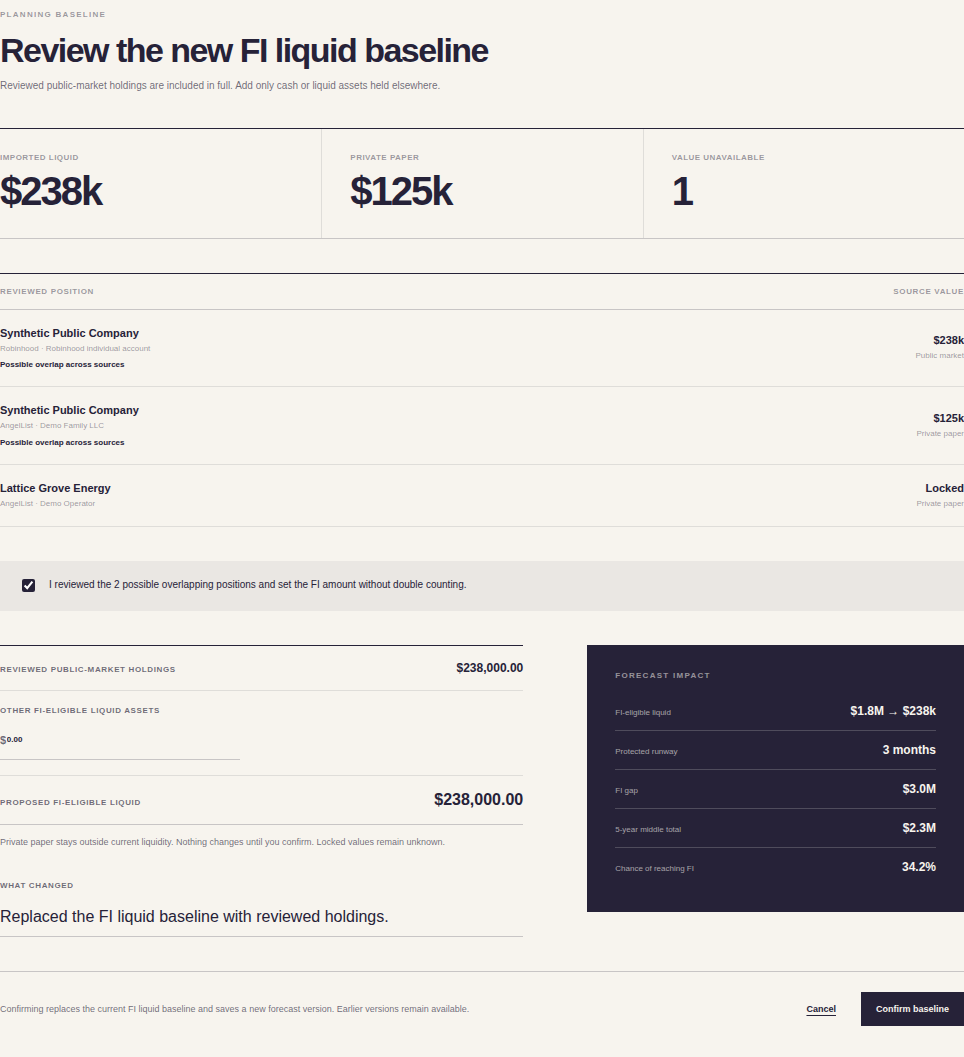 PLANNING BASELINE
Review the new FI liquid baseline
Reviewed public-market holdings are included in full. Add only cash or liquid assets held elsewhere.
IMPORTED LIQUID
$238k
PRIVATE PAPER
$125k
VALUE UNAVAILABLE
1
REVIEWED POSITION
SOURCE VALUE
Synthetic Public Company
Robinhood · Robinhood individual account
Possible overlap across sources
$238k
Public market
Synthetic Public Company
AngelList · Demo Family LLC
Possible overlap across sources
$125k
Private paper
Lattice Grove Energy
AngelList · Demo Operator
Locked
Private paper
I reviewed the 2 possible overlapping positions and set the FI amount without double counting.
REVIEWED PUBLIC-MARKET HOLDINGS
$238,000.00
OTHER FI-ELIGIBLE LIQUID ASSETS
$0.00
PROPOSED FI-ELIGIBLE LIQUID
$238,000.00
Private paper stays outside current liquidity. Nothing changes until you confirm. Locked values remain unknown.
WHAT CHANGED
Replaced the FI liquid baseline with reviewed holdings.
FORECAST IMPACT
FI-eligible liquid
$1.8M → $238k
Protected runway
3 months
FI gap
$3.0M
5-year middle total
$2.3M
Chance of reaching FI
34.2%
Confirming replaces the current FI liquid baseline and saves a new forecast version. Earlier versions remain available.
Cancel
Confirm baseline